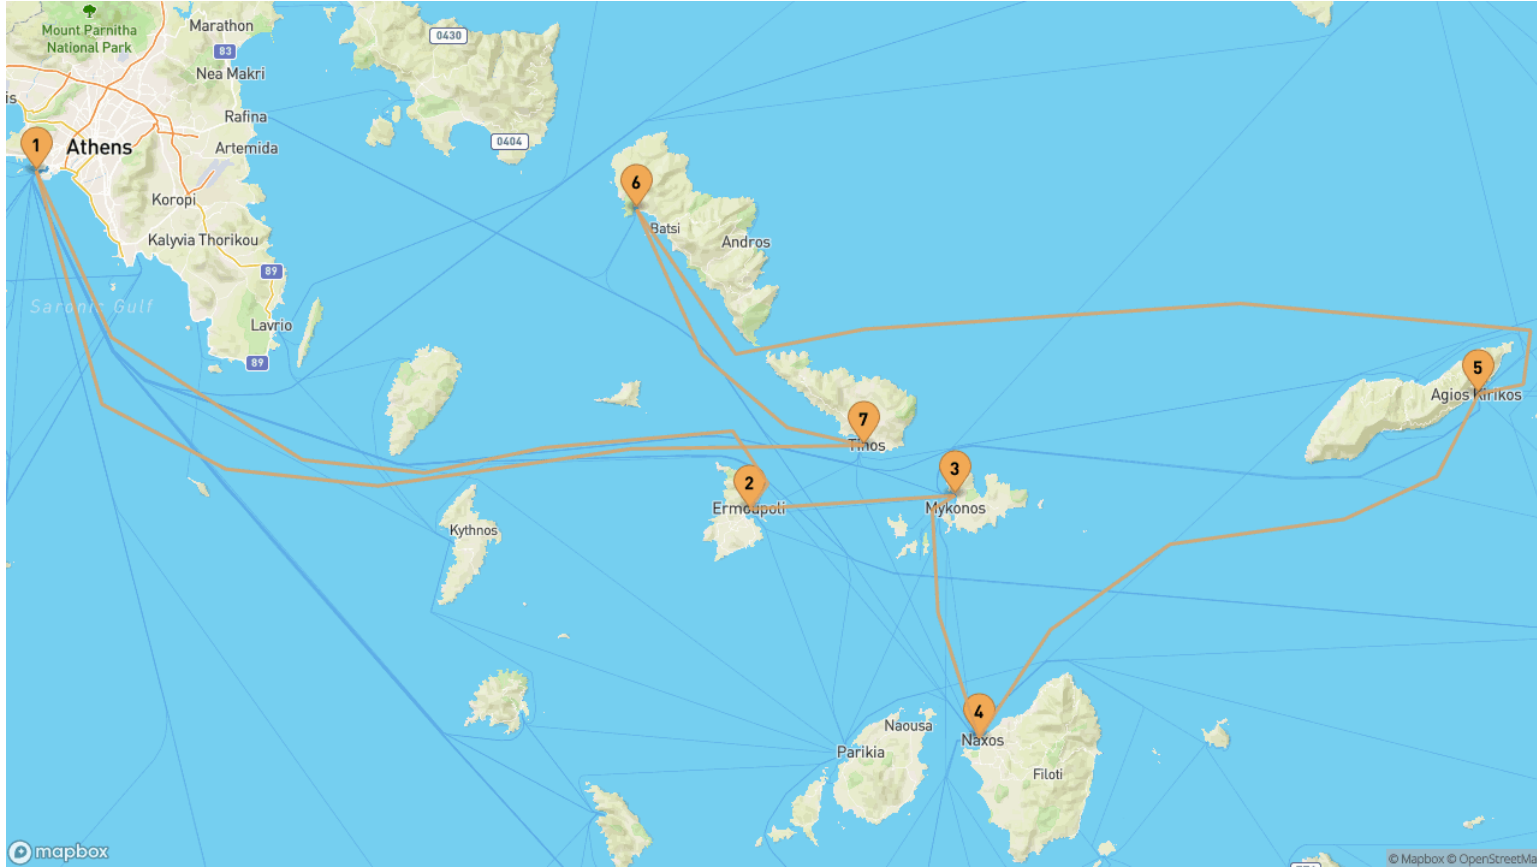 Mount Parnitha
National Park
Marathon
0430
83
Nea Makri
is
Rafina
0404
1
Athens
Artemida
6
Koropi
Batsi
Kalyvia Thorikou
Andros
89
Saronic Gulf
Lavrio
89
5
Agios Kirikos
7
Tinos
3
2
Ermoupoli
Mykonos
Kythnos
4
Naousa
Naxos
Parikia
Filoti
mapbox
© Mapbox © OpenStreetMa